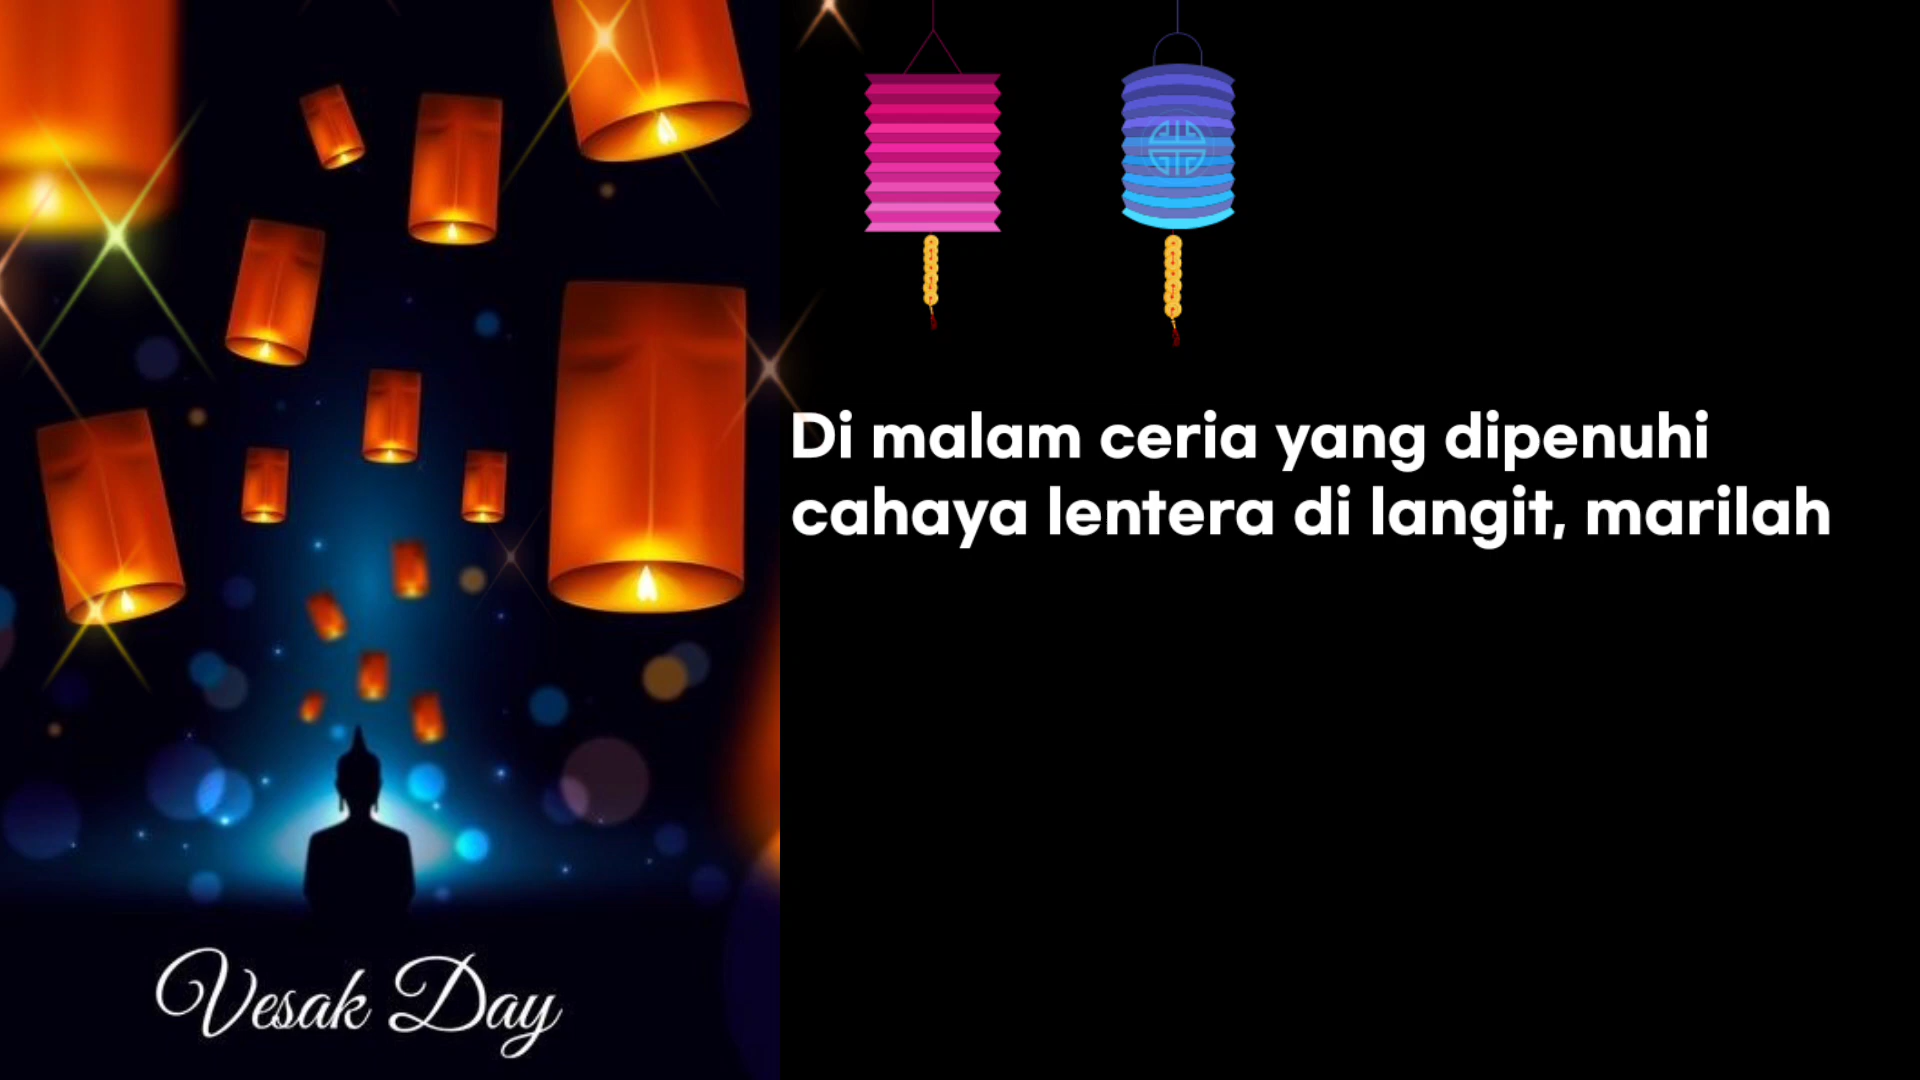 Di malam ceria yang dipenuhi
cahaya lentera di langit, marilah
Vesak Day